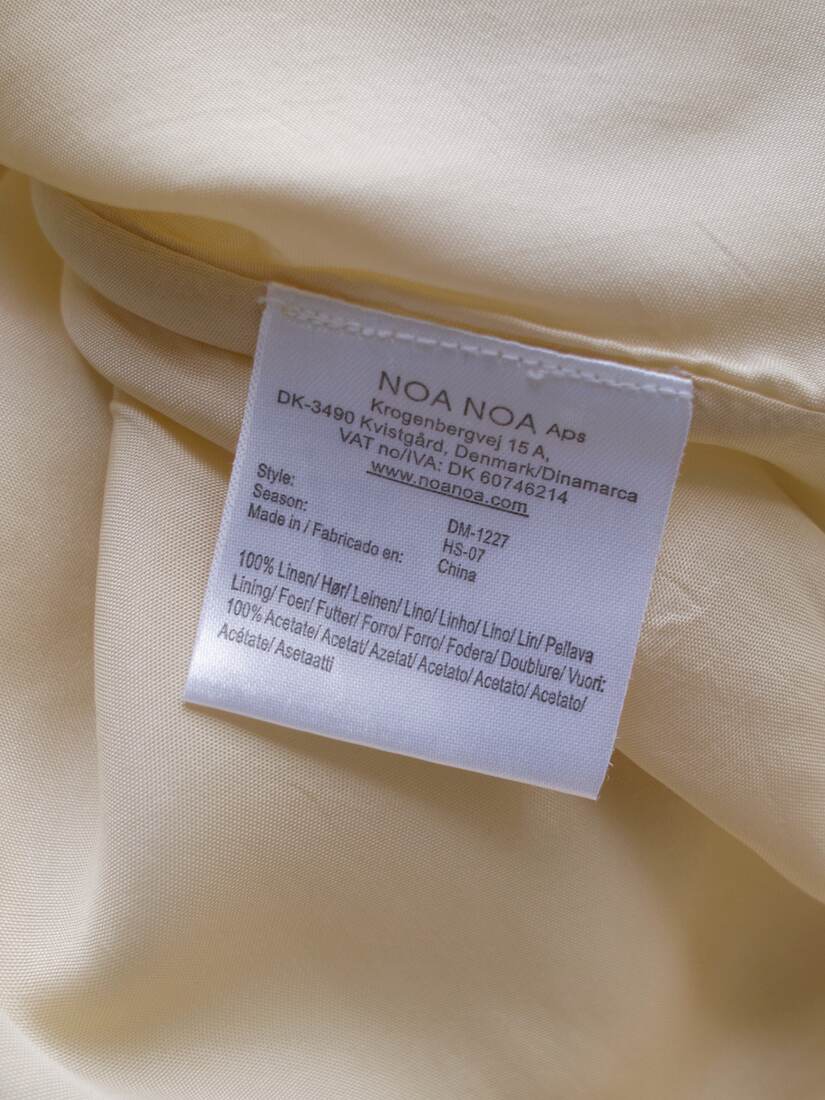 NOA NOA Aps
Krogenbergvej 15 A,
DK-3490 Kvistgård, Denmark/Dinamarca
VAT no/IVA: DK 60746214
www.noanoa.com
Style: DM-1227
Season: HS-07
Made in / Fabricado en: China
100% Linen/ Hør/ Leinen/ Lino/ Linho/ Lino/ Lin/ Pellava
Lining/ Foer/ Futter/ Forro/ Forro/ Fodera/ Doublure/ Vuori:
100% Acetate/ Acetat/ Azetat/ Acetato/ Acetato/ Acetato/
Acétate/ Asetaatti